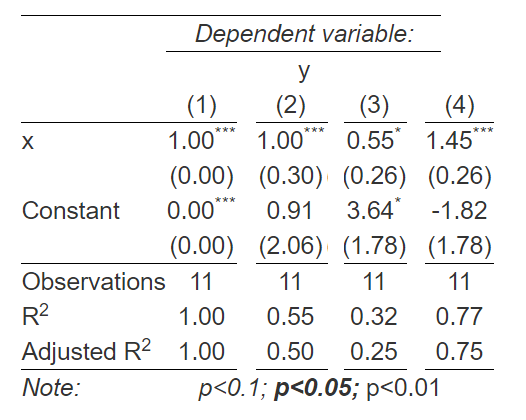 Dependent variable:
y
(1) (2) (3) (4)
x 1.00*** 1.00*** 0.55* 1.45***
(0.00) (0.30) (0.26) (0.26)
Constant 0.00*** 0.91 3.64* -1.82
(0.00) (2.06) (1.78) (1.78)
Observations 11 11 11 11
R² 1.00 0.55 0.32 0.77
Adjusted R² 1.00 0.50 0.25 0.75
Note: p<0.1; p<0.05; p<0.01